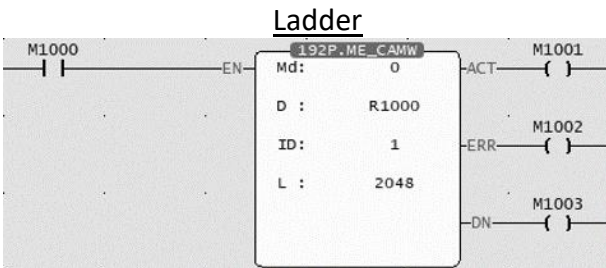 Ladder
M1000 192P.ME_CAMW M1001
EN Md: 0 ACT
D : R1000
M1002
ID: 1 ERR
L : 2048
M1003
DN